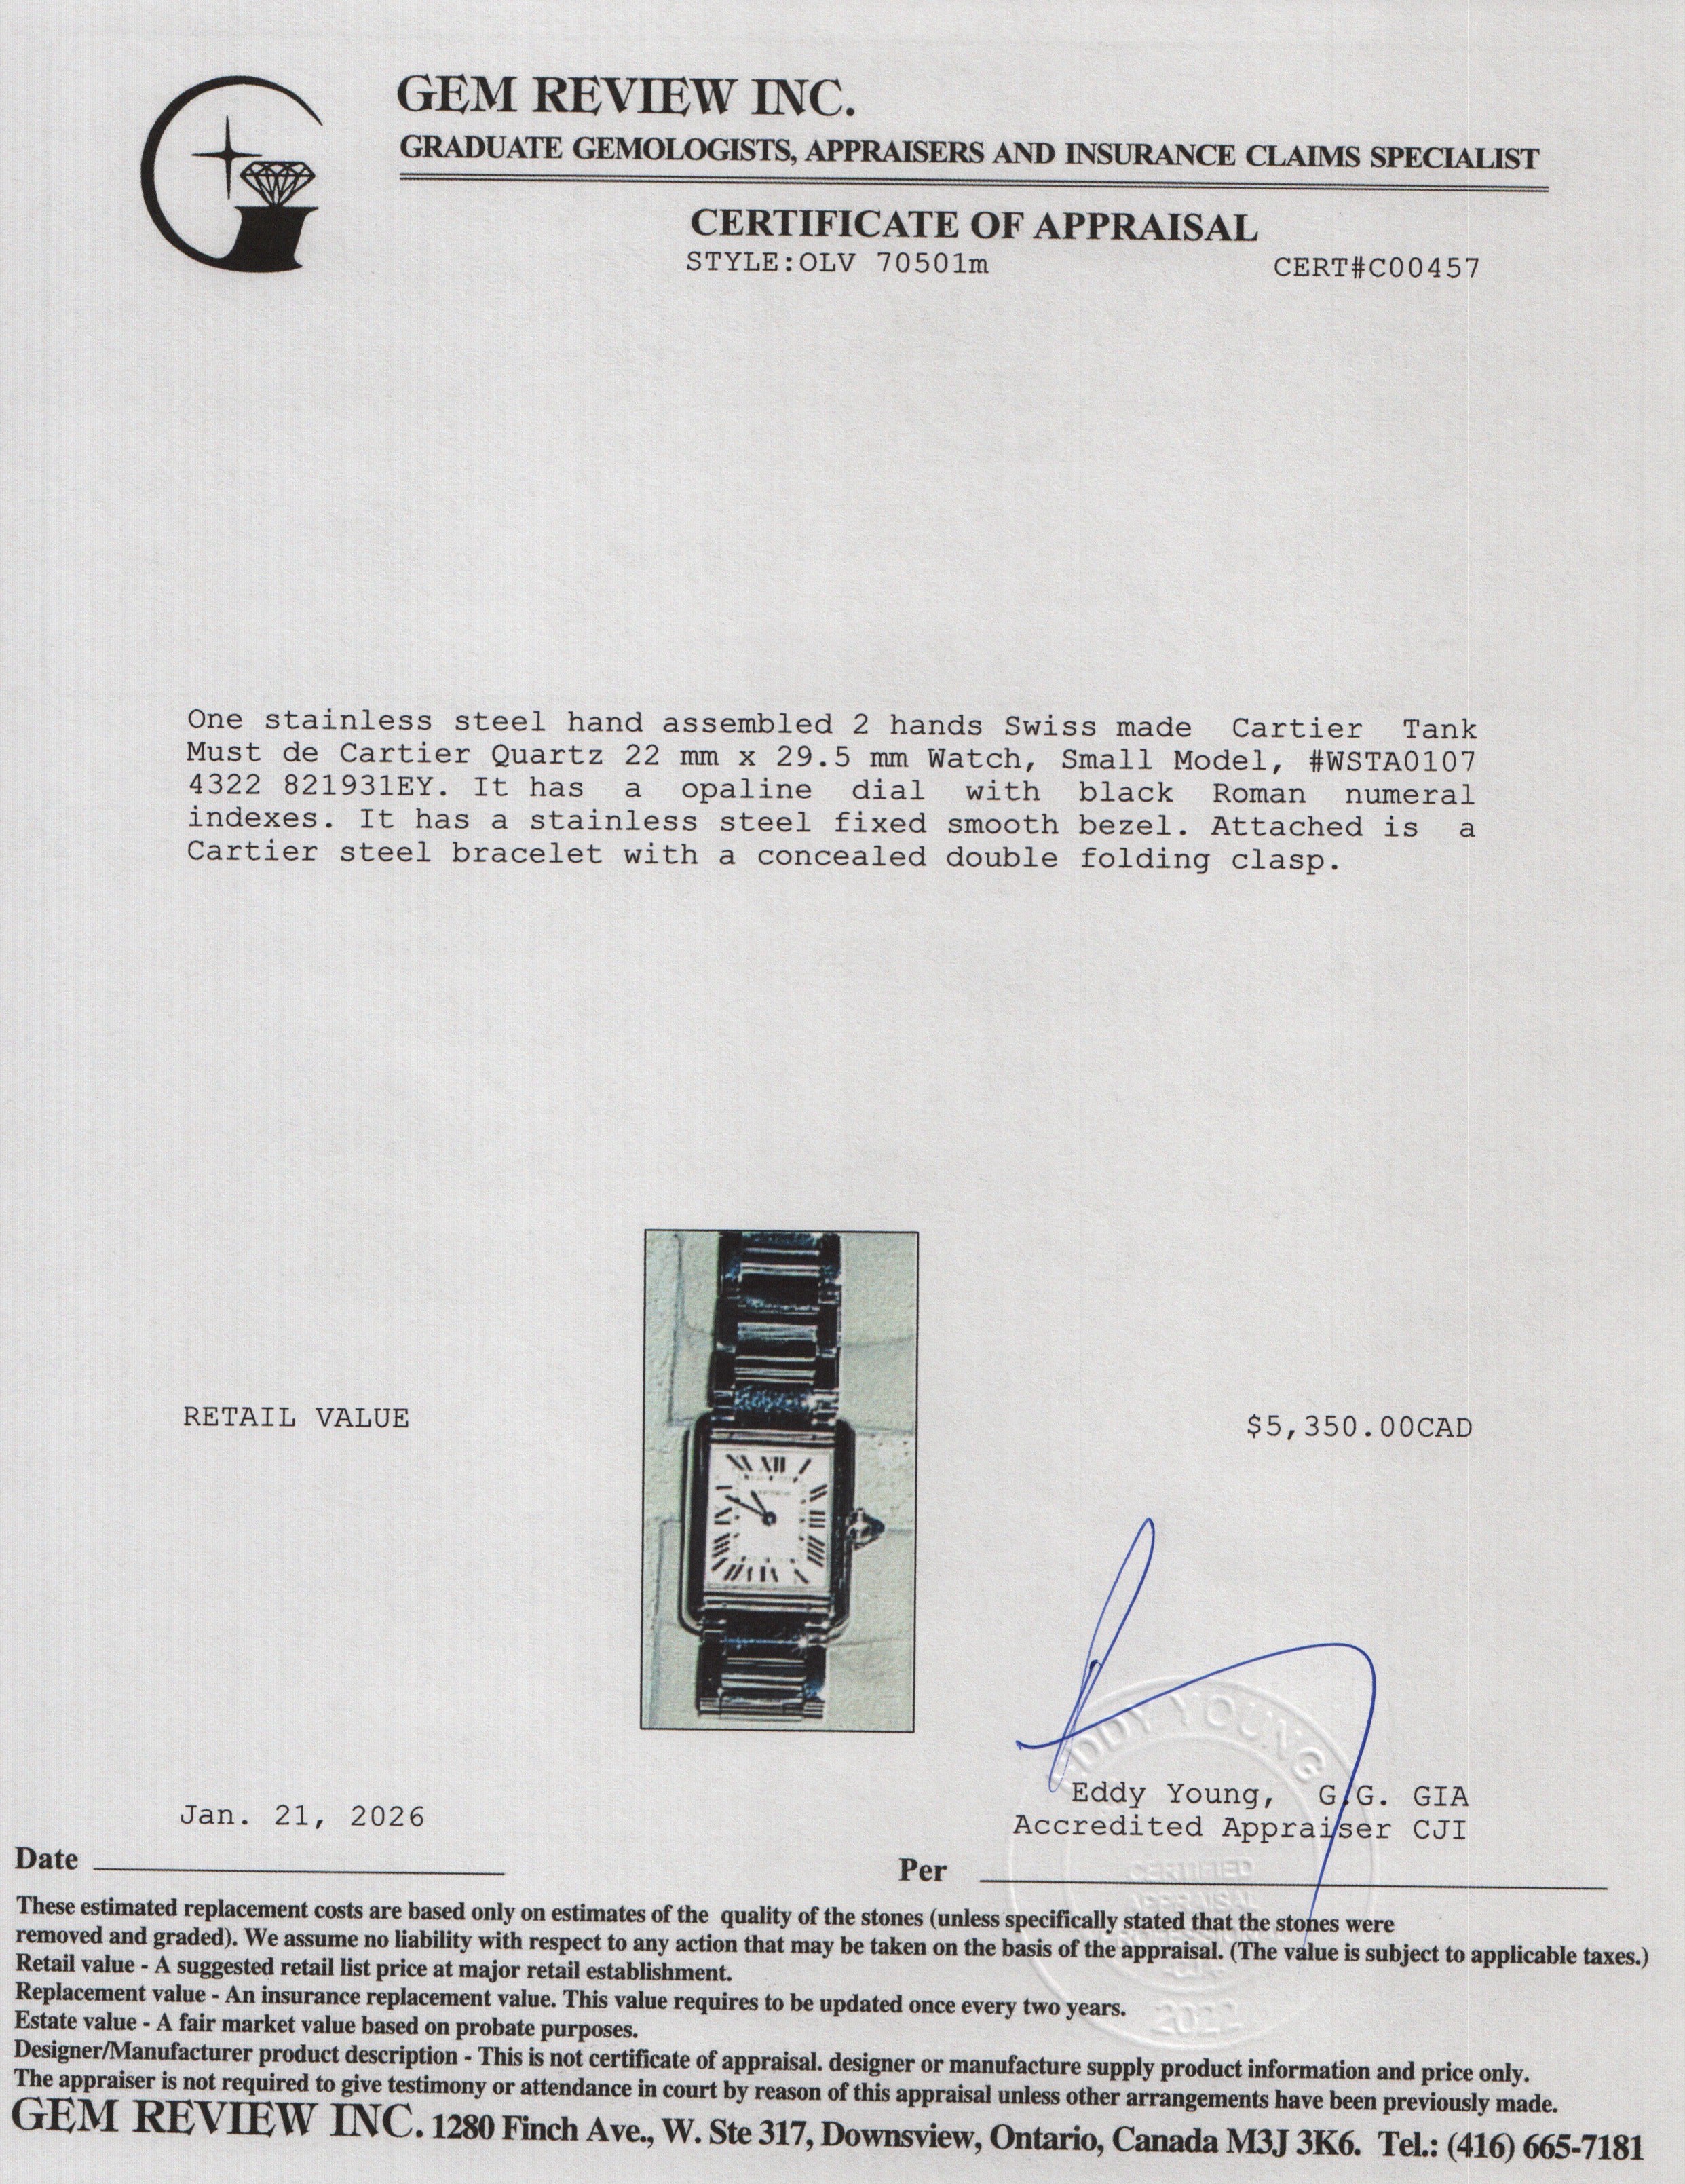 GEM REVIEW INC.
GRADUATE GEMOLOGISTS, APPRAISERS AND INSURANCE CLAIMS SPECIALIST
CERTIFICATE OF APPRAISAL
STYLE:OLV 70501m
CERT#C00457
One stainless steel hand assembled 2 hands Swiss made Cartier Tank
Must de Cartier Quartz 22 mm x 29.5 mm Watch, Small Model, #WSTA0107
4322 821931EY. It has a opaline dial with black Roman numeral
indexes. It has a stainless steel fixed smooth bezel. Attached is a
Cartier steel bracelet with a concealed double folding clasp.
XII
RETAIL VALUE
$5,350.00CAD
EDDY YOUNG
Eddy Young, G.G. GIA
Jan. 21, 2026
Accredited Appraiser CJI
Date
Per
CERTIFIED
APPRAISAL
PROFESSIONAL
2022
These estimated replacement costs are based only on estimates of the quality of the stones (unless specifically stated that the stones were
removed and graded). We assume no liability with respect to any action that may be taken on the basis of the appraisal. (The value is subject to applicable taxes.)
Retail value - A suggested retail list price at major retail establishment.
Replacement value - An insurance replacement value. This value requires to be updated once every two years.
Estate value - A fair market value based on probate purposes.
Designer/Manufacturer product description - This is not certificate of appraisal. designer or manufacture supply product information and price only.
The appraiser is not required to give testimony or attendance in court by reason of this appraisal unless other arrangements have been previously made.
GEM REVIEW INC. 1280 Finch Ave., W. Ste 317, Downsview, Ontario, Canada M3J 3K6. Tel.: (416) 665-7181